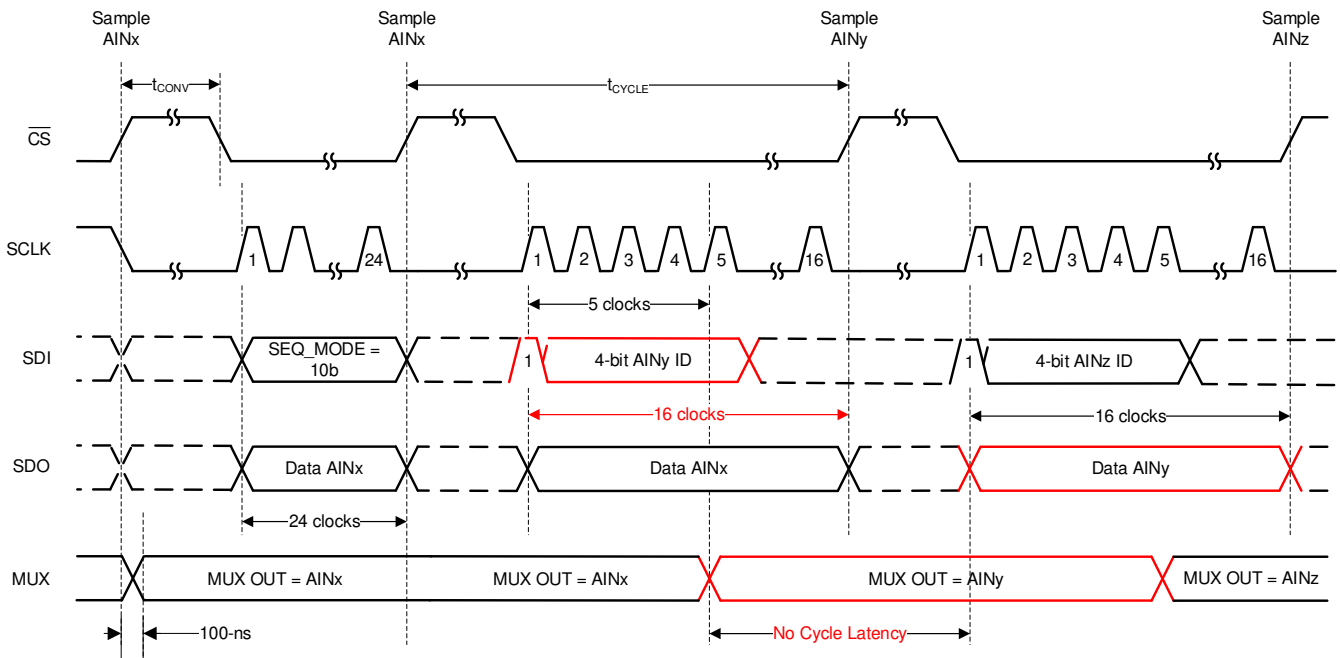 Sample
AINx
Sample
AINx
Sample
AINy
Sample
AINz
tCONV
tCYCLE
CS
SCLK
1
24
1
2
3
4
5
16
1
2
3
4
5
16
5 clocks
SDI
SEQ_MODE =
10b
1
4-bit AINy ID
1
4-bit AINz ID
16 clocks
16 clocks
SDO
Data AINx
Data AINx
Data AINy
24 clocks
MUX
MUX OUT = AINx
MUX OUT = AINx
MUX OUT = AINy
MUX OUT = AINz
100-ns
No Cycle Latency